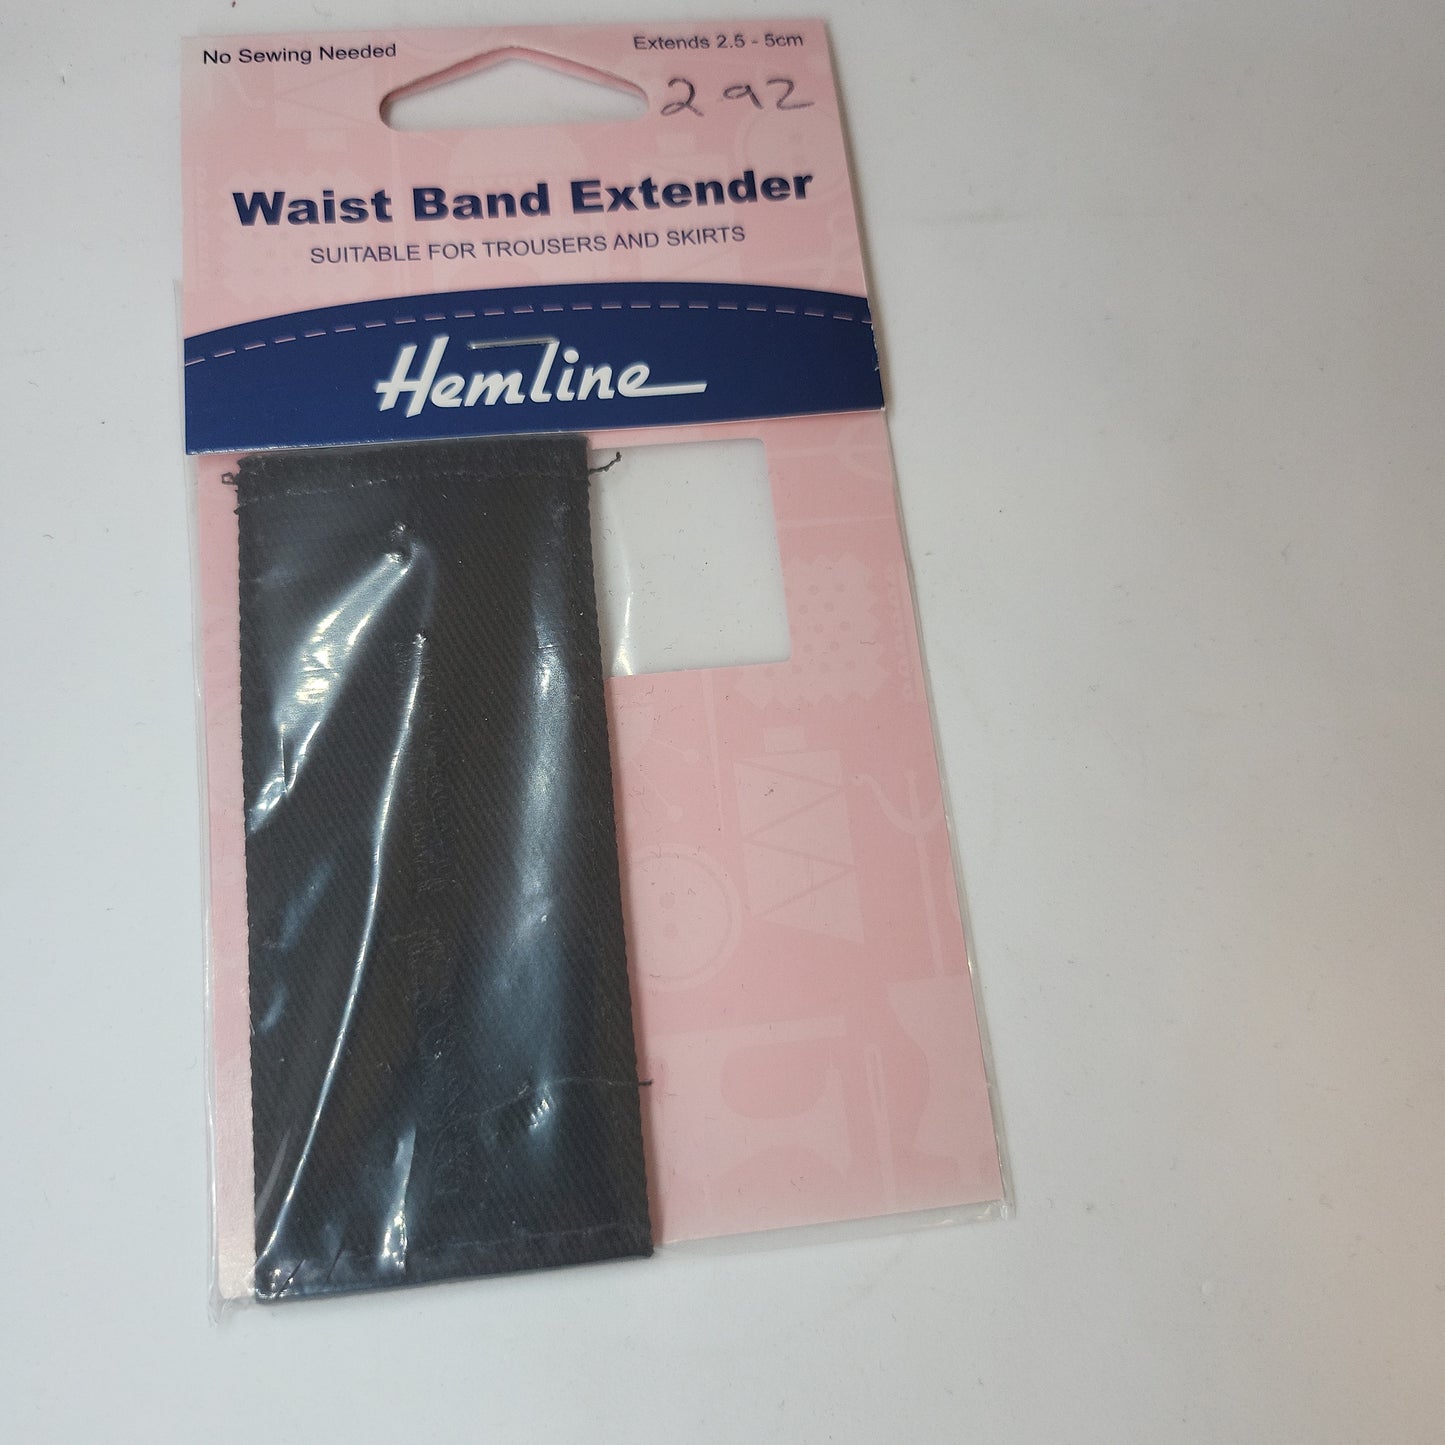 No Sewing Needed
Extends 2.5 - 5cm
2 92
Waist Band Extender
SUITABLE FOR TROUSERS AND SKIRTS
Hemline